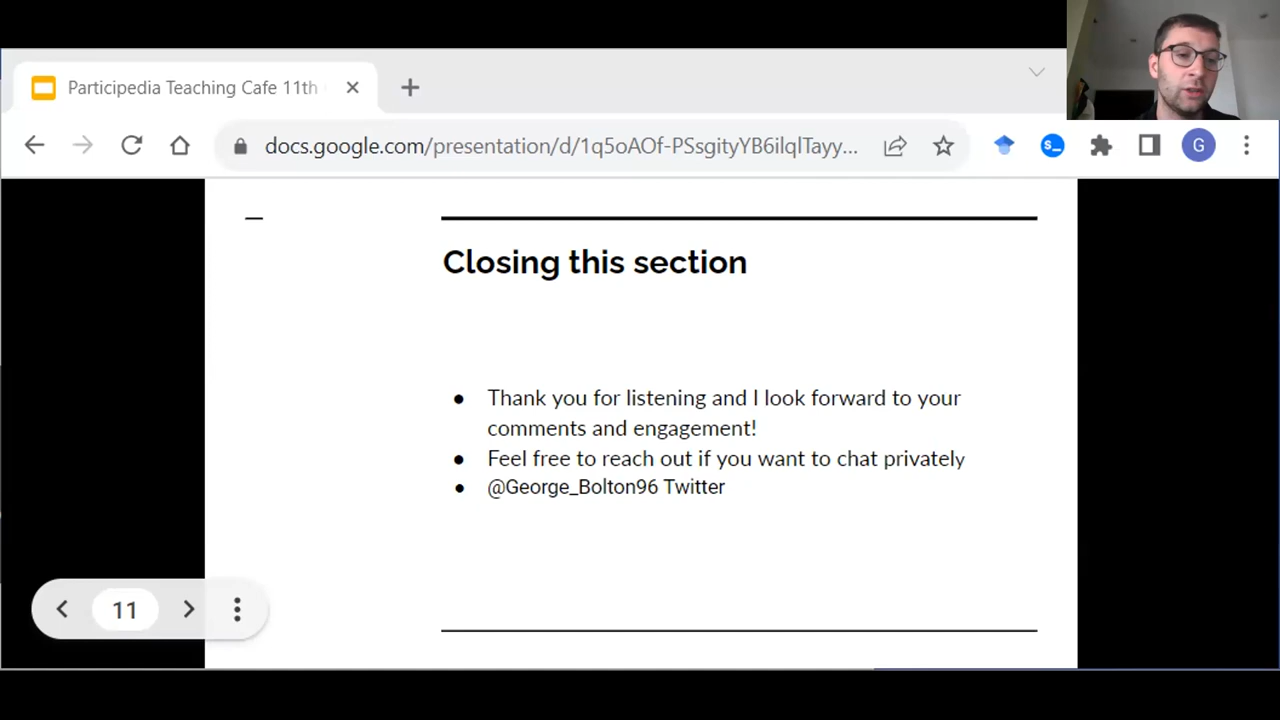 Participedia Teaching Cafe 11th
docs.google.com/presentation/d/1q5oAOf-PSsgityYB6ilqlTayy...
S_
G
Closing this section
● Thank you for listening and I look forward to your
comments and engagement!
● Feel free to reach out if you want to chat privately
● @George_Bolton96 Twitter
11